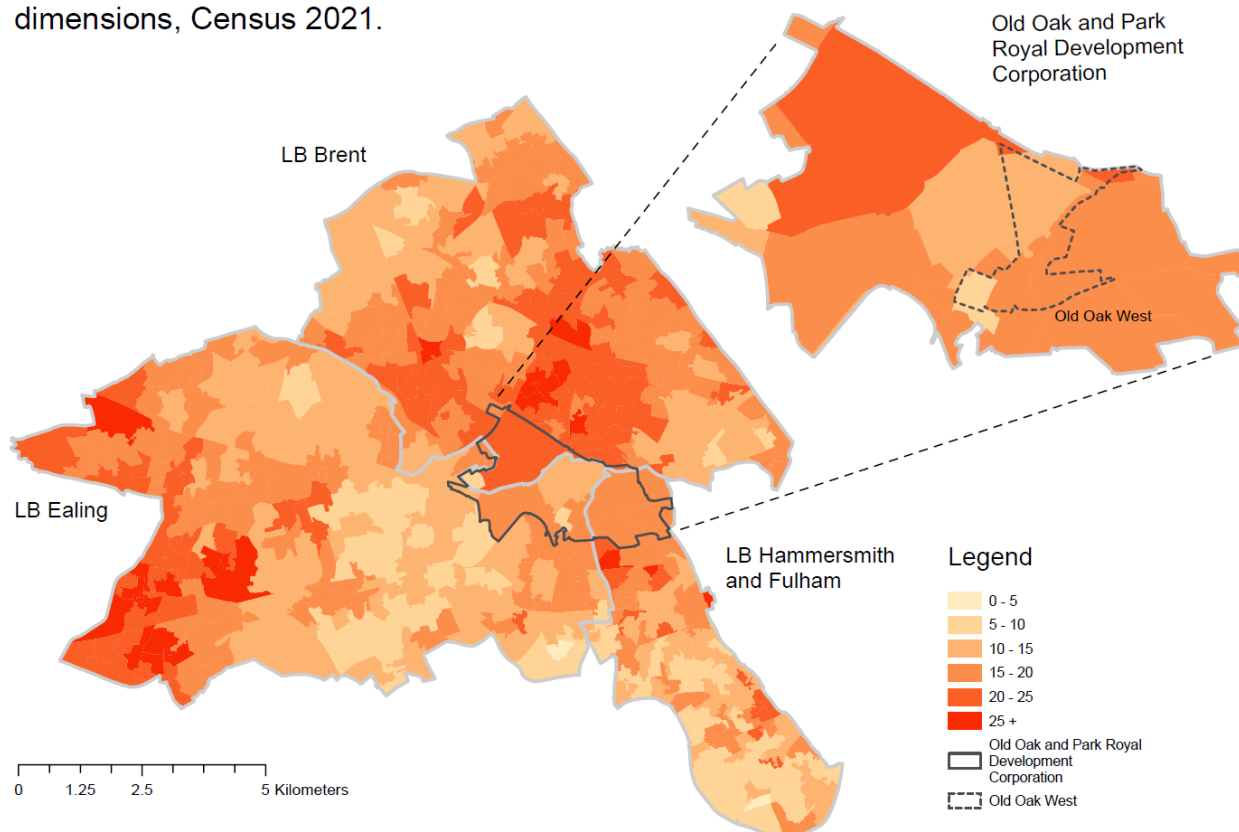 dimensions, Census 2021.
Old Oak and Park
Royal Development
Corporation
LB Brent
Old Oak West
LB Ealing
LB Hammersmith
and Fulham
Legend
0 - 5
5 - 10
10 - 15
15 - 20
20 - 25
25 +
Old Oak and Park Royal
Development
Corporation
Old Oak West
0 1.25 2.5 5 Kilometers